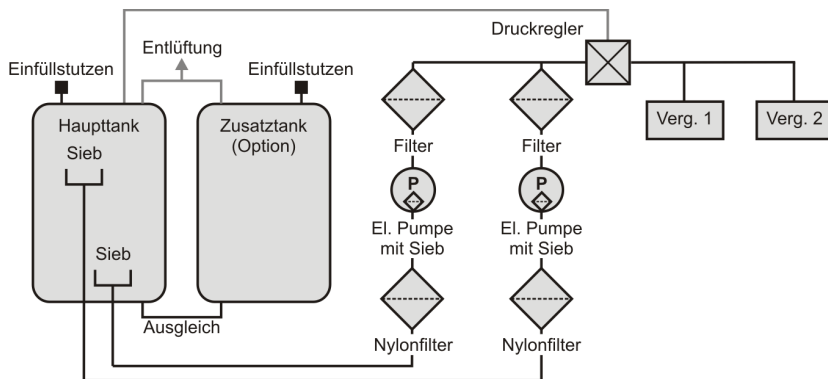 Druckregler
Entlüftung
Einfüllstutzen
Einfüllstutzen
Haupttank
Zusatztank
(Option)
Verg. 1
Verg. 2
Sieb
Filter
Filter
P
P
El. Pumpe
mit Sieb
El. Pumpe
mit Sieb
Sieb
Ausgleich
Nylonfilter
Nylonfilter